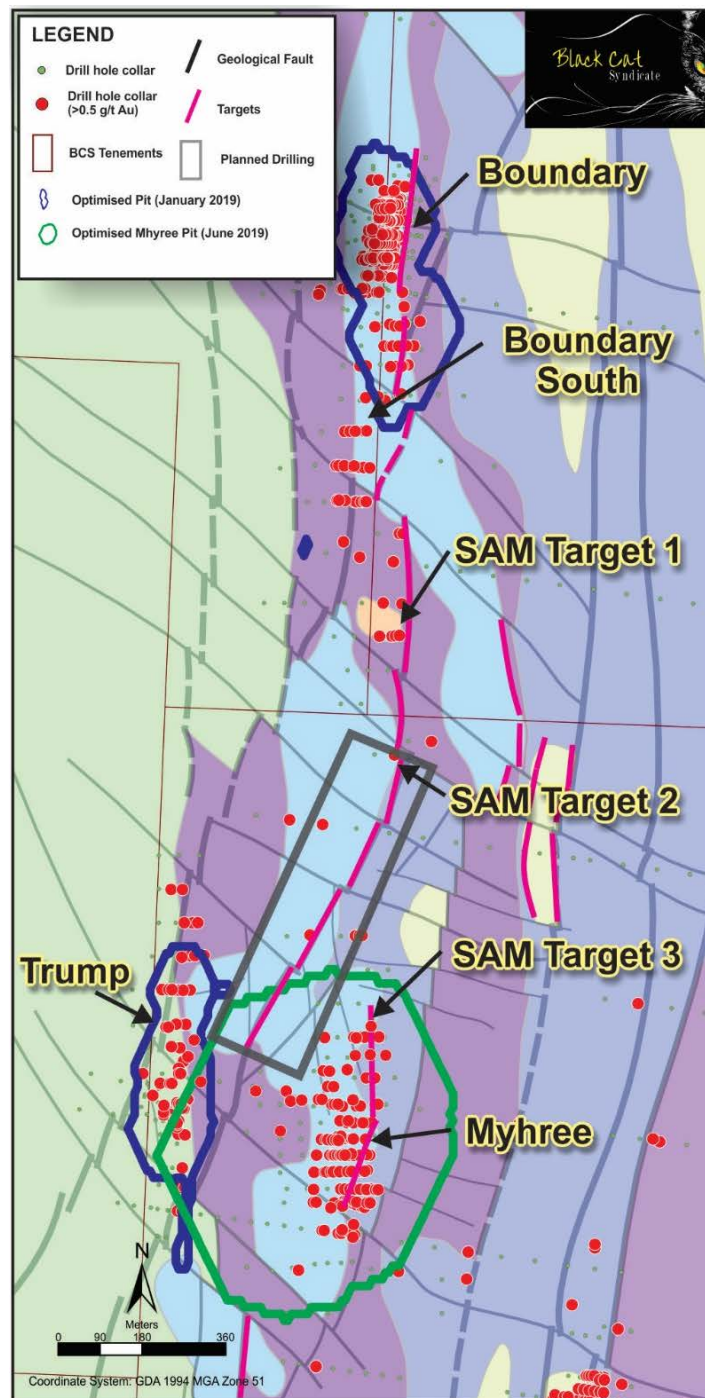 LEGEND
Drill hole collar
Geological Fault
Drill hole collar
(>0.5 g/t Au)
Targets
BCS Tenements
Planned Drilling
Optimised Pit (January 2019)
Optimised Mhyree Pit (June 2019)
Black Cat
Syndicate
Boundary
Boundary
South
SAM Target 1
SAM Target 2
SAM Target 3
Trump
Myhree
N
Meters
0 90 180 360
Coordinate System: GDA 1994 MGA Zone 51